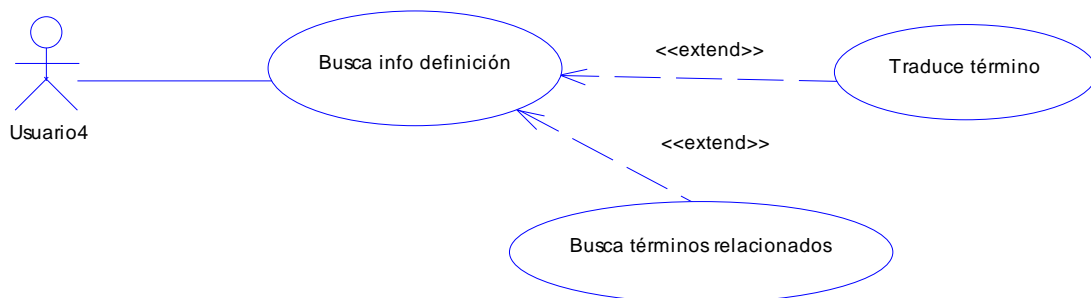 Busca info definición
<<extend>>
Traduce término
Usuario4
<<extend>>
Busca términos relacionados